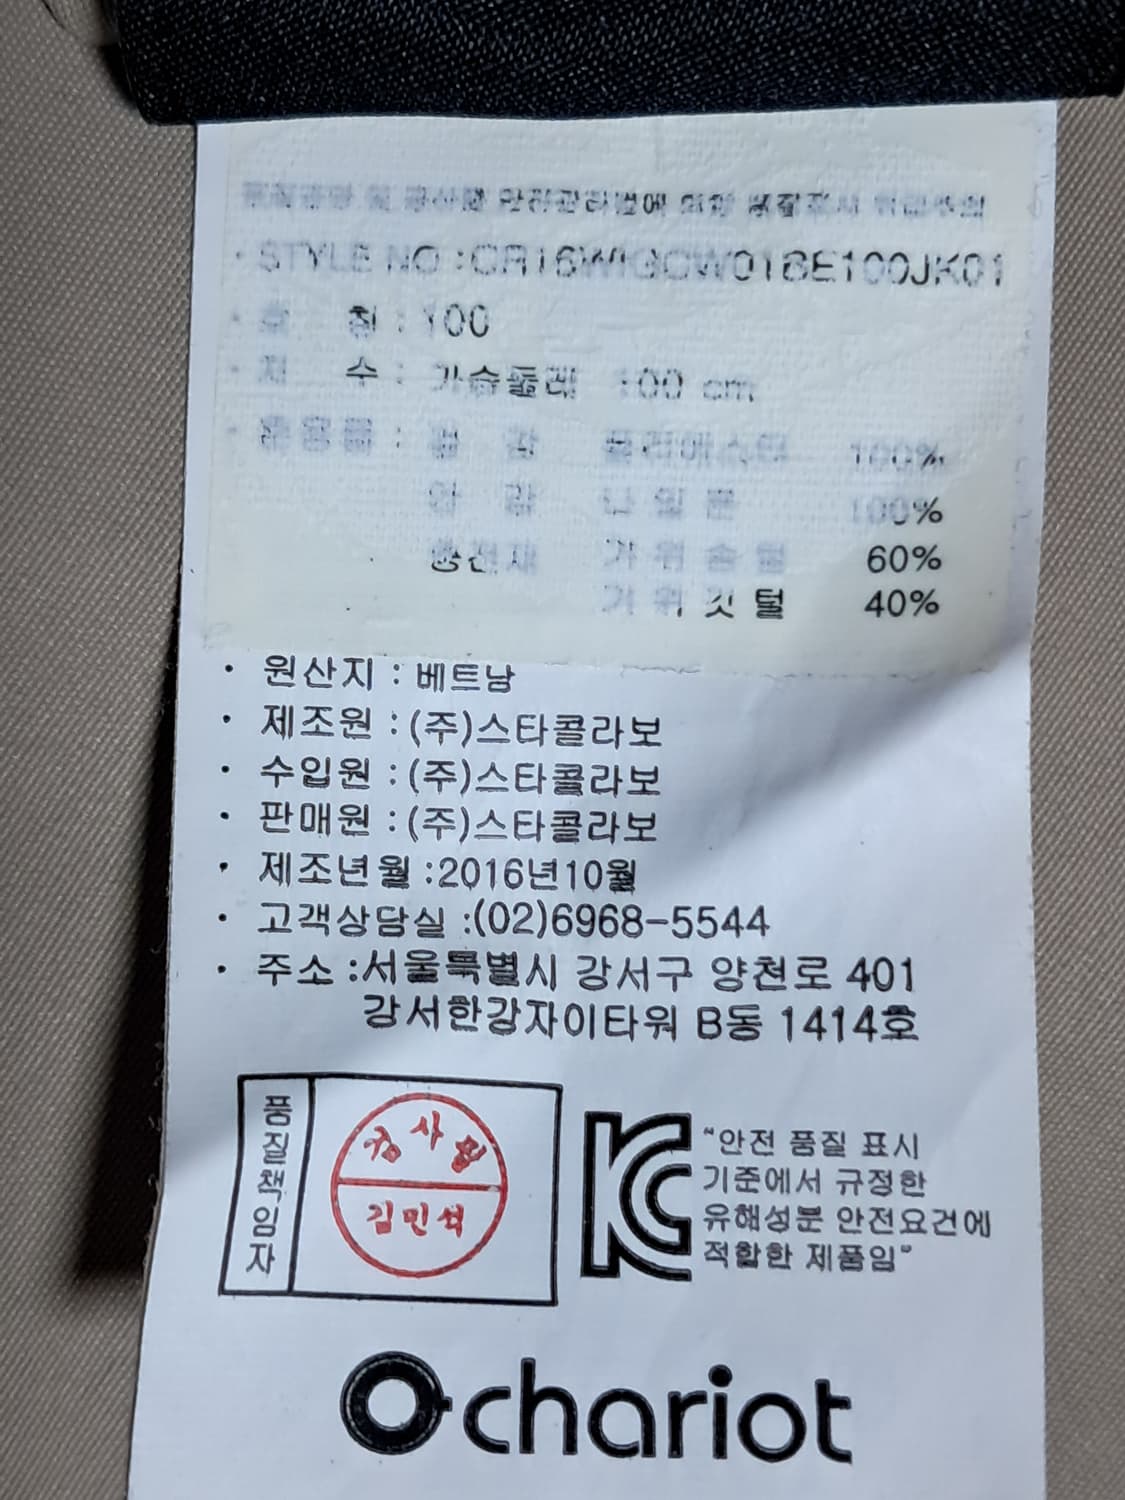 · STYLE NO :CR16WIGCW01BE100JK01
· 호 칭 : 100
· 치 수 : 가슴둘레 100 cm
· 혼용률 : 겉 감 폴리에스터 100%
안 감 나 일 론 100%
충전재 거 위 솜 털 60%
거 위 깃 털 40%
· 원산지 : 베트남
· 제조원 : (주)스타콜라보
· 수입원 : (주)스타콜라보
· 판매원 : (주)스타콜라보
· 제조년월 :2016년10월
· 고객상담실 :(02)6968-5544
· 주소 :서울특별시 강서구 양천로 401
강서한강자이타워 B동 1414호
품질책임자
검사필
김민석
KC
"안전 품질 표시
기준에서 규정한
유해성분 안전요건에
적합한 제품임"
chariot